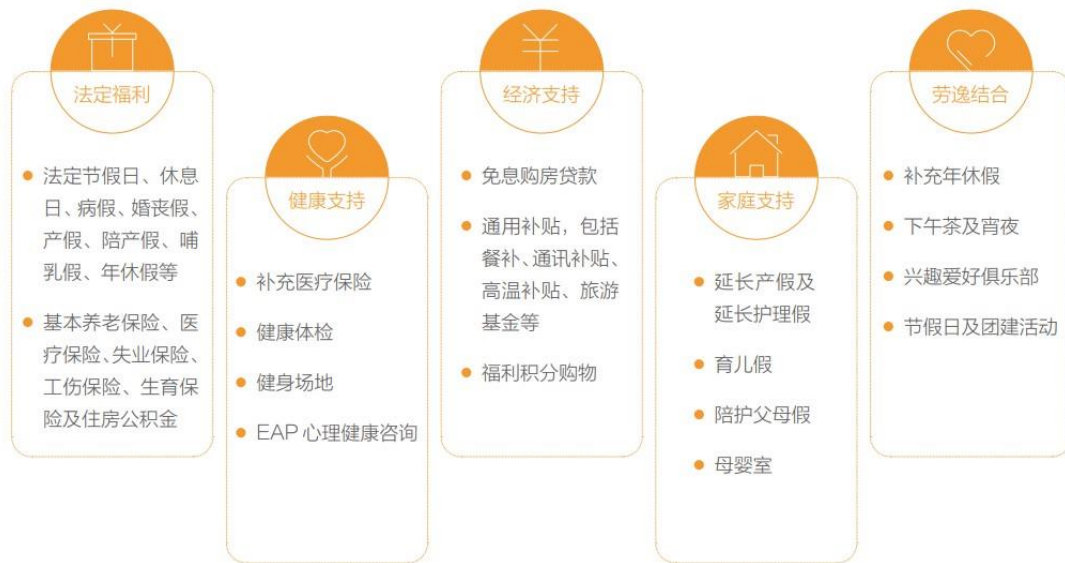 法定福利
法定节假日、休息
日、病假、婚丧假、
产假、陪产假、哺
乳假、年休假等
基本养老保险、医
疗保险、失业保险、
工伤保险、生育保
险及住房公积金
健康支持
补充医疗保险
健康体检
健身场地
EAP 心理健康咨询
经济支持
免息购房贷款
通用补贴，包括
餐补、通讯补贴、
高温补贴、旅游
基金等
福利积分购物
家庭支持
延长产假及
延长护理假
育儿假
陪护父母假
母婴室
劳逸结合
补充年休假
下午茶及宵夜
兴趣爱好俱乐部
节假日及团建活动